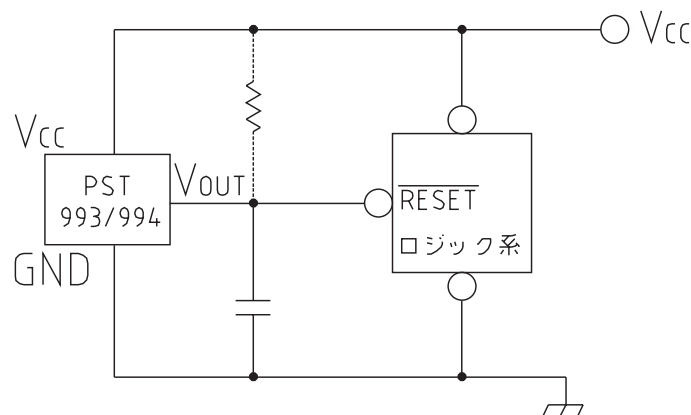 VCC
VCC
PST
993/994
VOUT
RESET
ロジック系
GND